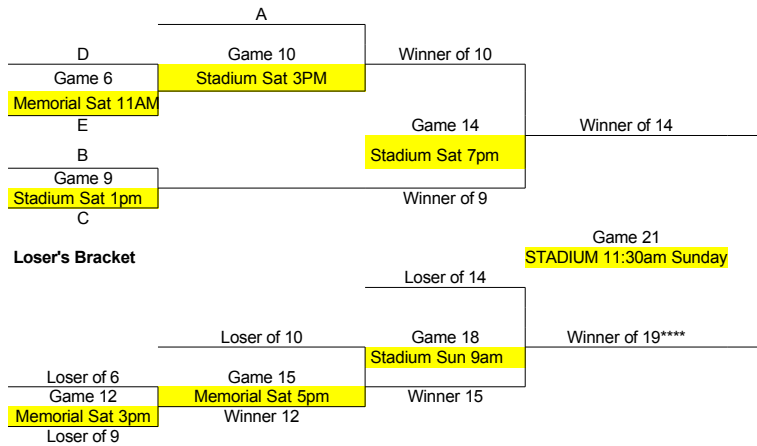 A
D
Game 10
Winner of 10
Game 6
Stadium Sat 3PM
Memorial Sat 11AM
E
Game 14
Winner of 14
B
Stadium Sat 7pm
Game 9
Stadium Sat 1pm
Winner of 9
C
Game 21
Loser's Bracket
STADIUM 11:30am Sunday
Loser of 14
Loser of 10
Game 18
Winner of 19****
Stadium Sun 9am
Loser of 6
Game 15
Game 12
Memorial Sat 5pm
Winner 15
Memorial Sat 3pm
Winner 12
Loser of 9